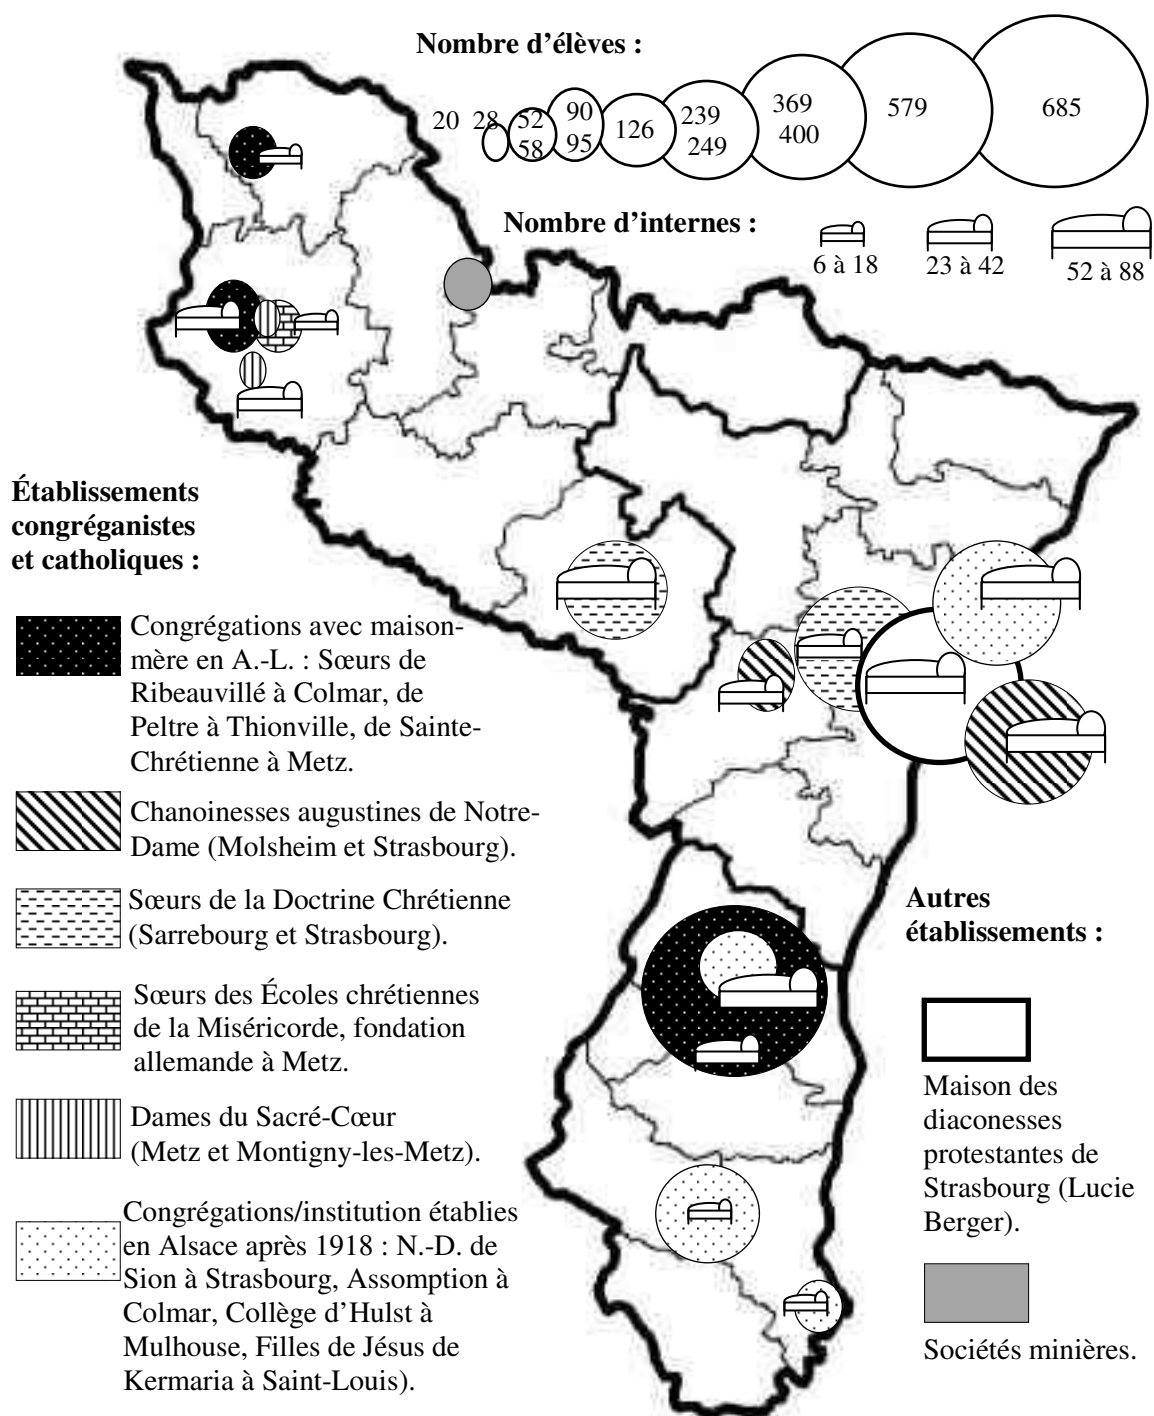 Nombre d'élèves :
20 28 52 58 90 95 126 239 249 369 400 579 685
Nombre d'internes :
6 à 18
23 à 42
52 à 88
Établissements
congréganistes
et catholiques :
Congrégations avec maison-
mère en A.-L. : Sœurs de
Ribeauvillé à Colmar, de
Peltre à Thionville, de Sainte-
Chrétienne à Metz.
Chanoinesses augustines de Notre-
Dame (Molsheim et Strasbourg).
Sœurs de la Doctrine Chrétienne
(Sarrebourg et Strasbourg).
Sœurs des Écoles chrétiennes
de la Miséricorde, fondation
allemande à Metz.
Dames du Sacré-Cœur
(Metz et Montigny-les-Metz).
Congrégations/institution établies
en Alsace après 1918 : N.-D. de
Sion à Strasbourg, Assomption à
Colmar, Collège d'Hulst à
Mulhouse, Filles de Jésus de
Kermaria à Saint-Louis).
Autres
établissements :
Maison des
diaconesses
protestantes de
Strasbourg (Lucie
Berger).
Sociétés minières.